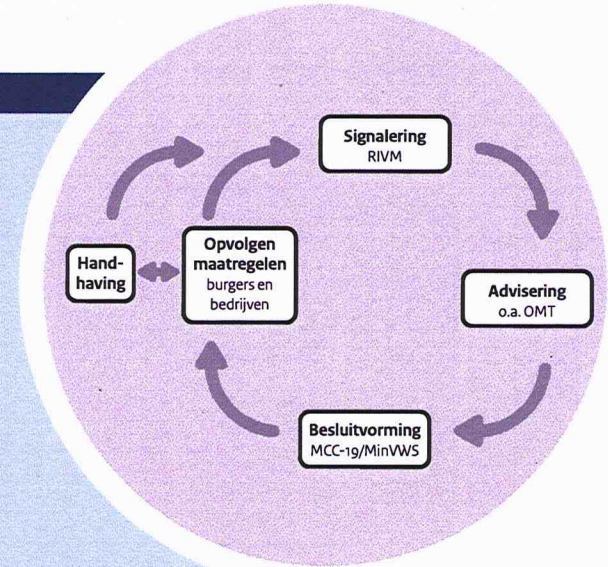 Signalering
RIVM
Opvolgen
maatregelen
burgers en
bedrijven
Hand-
having
Advisering
o.a. OMT
Besluitvorming
MCC-19/MinVWS